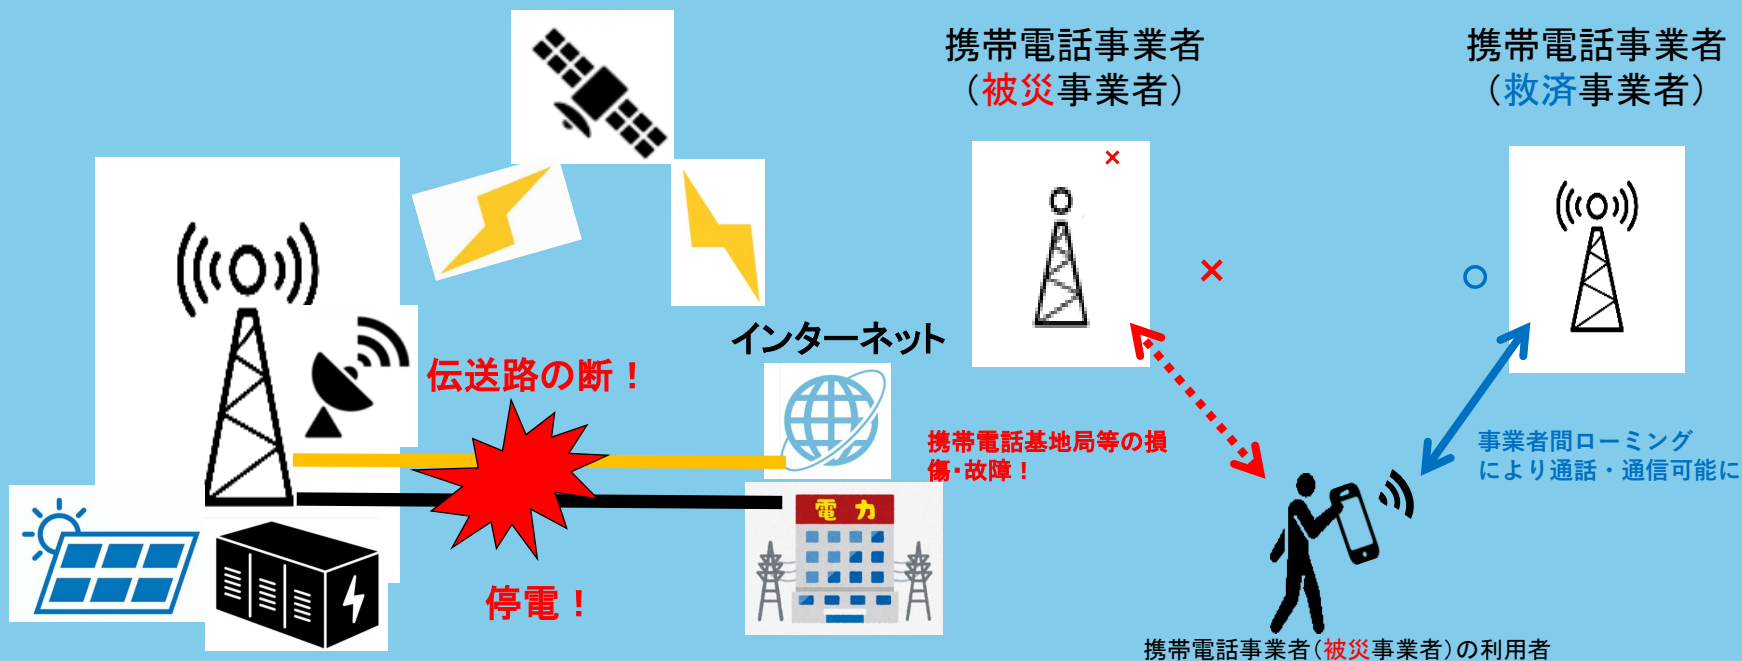 携帯電話事業者
（被災事業者）
携帯電話事業者
（救済事業者）
×
×
○
インターネット
伝送路の断！
携帯電話基地局等の損
傷・故障！
事業者間ローミング
により通話・通信可能に
電力
停電！
携帯電話事業者（被災事業者）の利用者